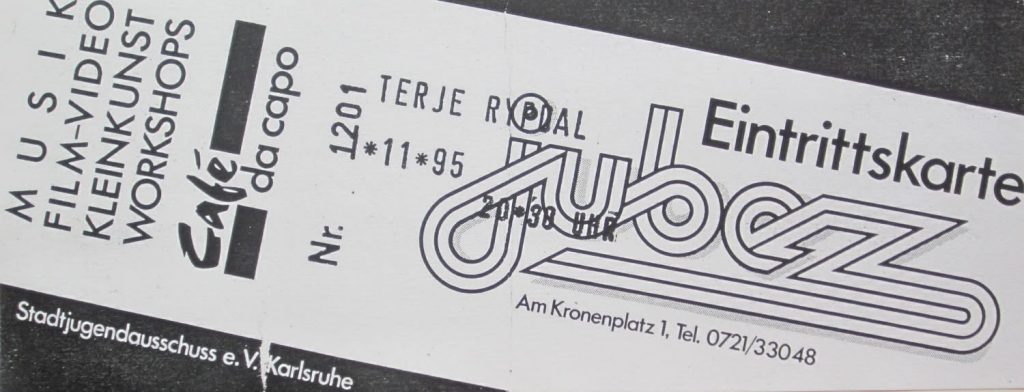 MUSIK
FILM-VIDEO
KLEINKUNST
WORKSHOPS
Café
da capo
Nr. 1201
TERJE RYPDAL
1*11*95
20*30 UHR
jubez
Eintrittskarte
Am Kronenplatz 1, Tel. 0721/33048
Stadtjugendausschuss e.V. Karlsruhe